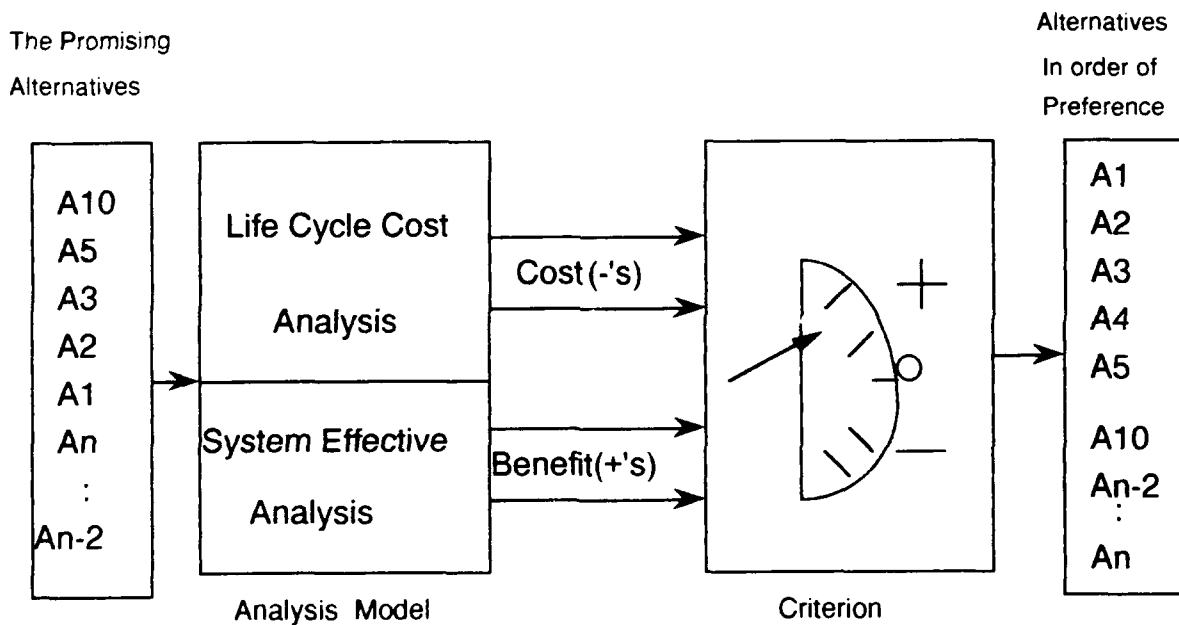 The Promising
Alternatives
A10
A5
A3
A2
A1
An
:
An-2
Life Cycle Cost
Analysis
System Effective
Analysis
Analysis Model
Cost(-'s)
Benefit(+'s)
+
O
—
Criterion
Alternatives
In order of
Preference
A1
A2
A3
A4
A5
A10
An-2
:
An